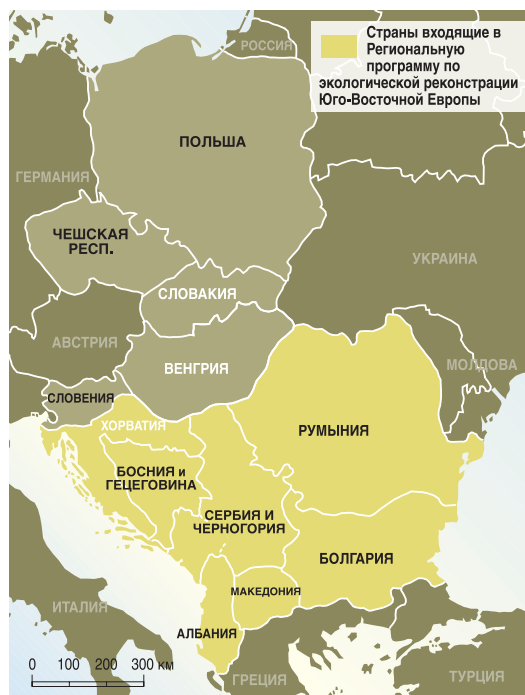 Страны входящие в
Региональную
программу по
экологической реконстрации
Юго-Восточной Европы
РОССИЯ
ПОЛЬША
ГЕРМАНИЯ
ЧЕШСКАЯ
РЕСП.
УКРАИНА
СЛОВАКИЯ
АВСТРИЯ
ВЕНГРИЯ
МОЛДОВА
СЛОВЕНИЯ
ХОРВАТИЯ
РУМЫНИЯ
БОСНИЯ и
ГЕЦЕГОВИНА
СЕРБИЯ И
ЧЕРНОГОРИЯ
БОЛГАРИЯ
МАКЕДОНИЯ
ИТАЛИЯ
АЛБАНИЯ
0 100 200 300 КМ
ГРЕЦИЯ
ТУРЦИЯ